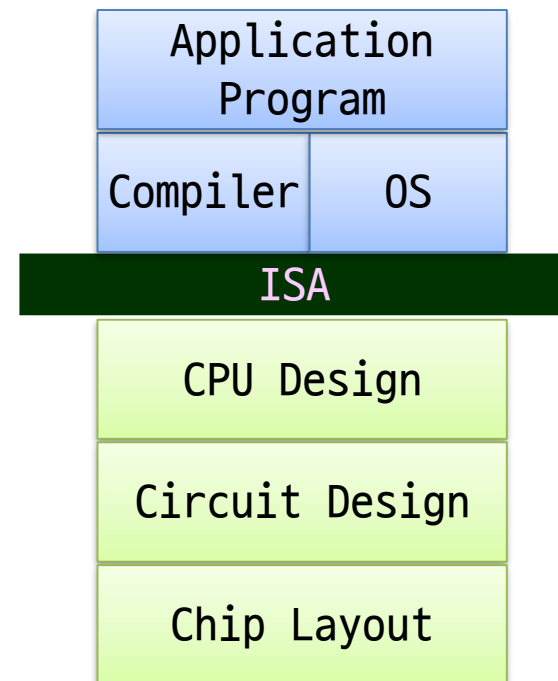 Application
Program
Compiler
OS
ISA
CPU Design
Circuit Design
Chip Layout